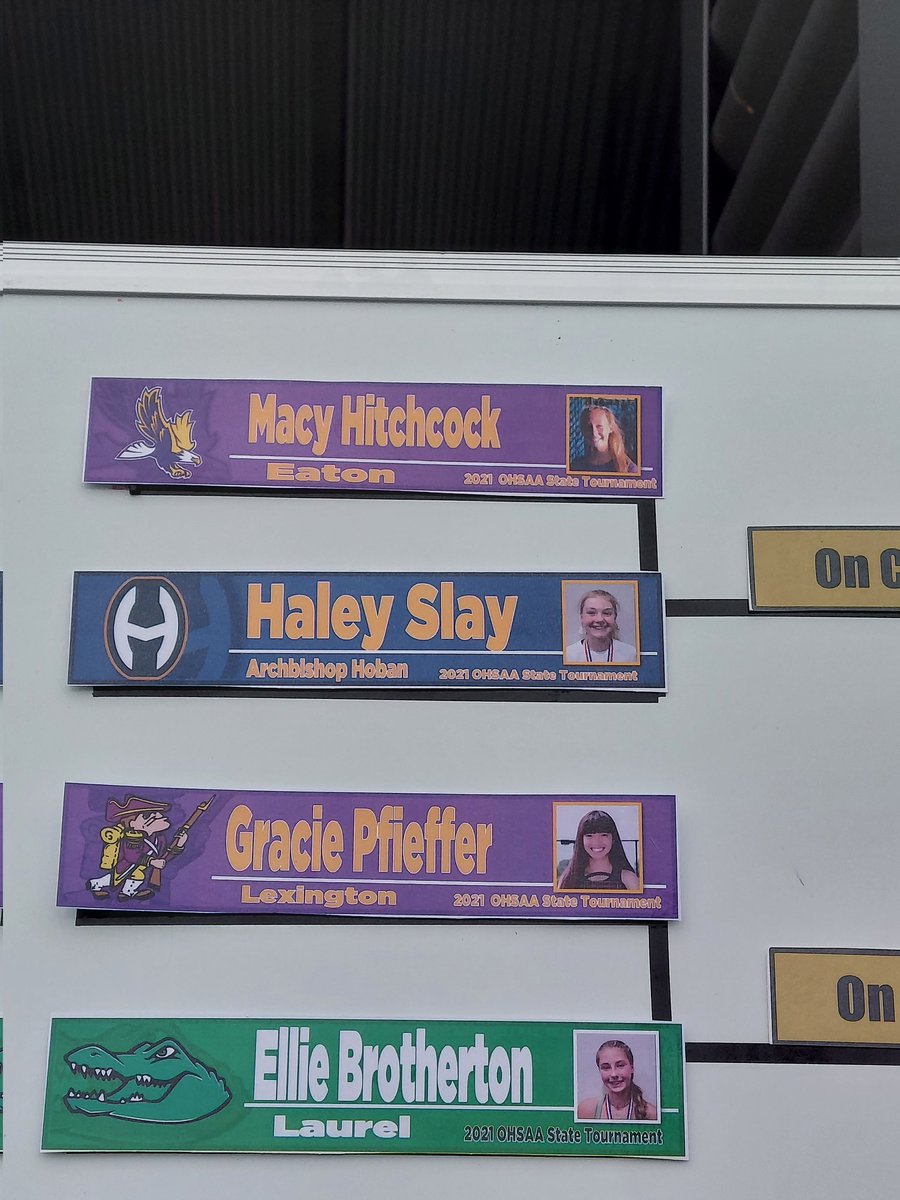 Macy Hitchcock
Eaton
2021 OHSAA State Tournament
On
Haley Slay
Archbishop Hoban
2021 OHSAA State Tournament
Gracie Pfieffer
Lexington
2021 OHSAA State Tournament
On
Ellie Brotherton
Laurel
2021 OHSAA State Tournament